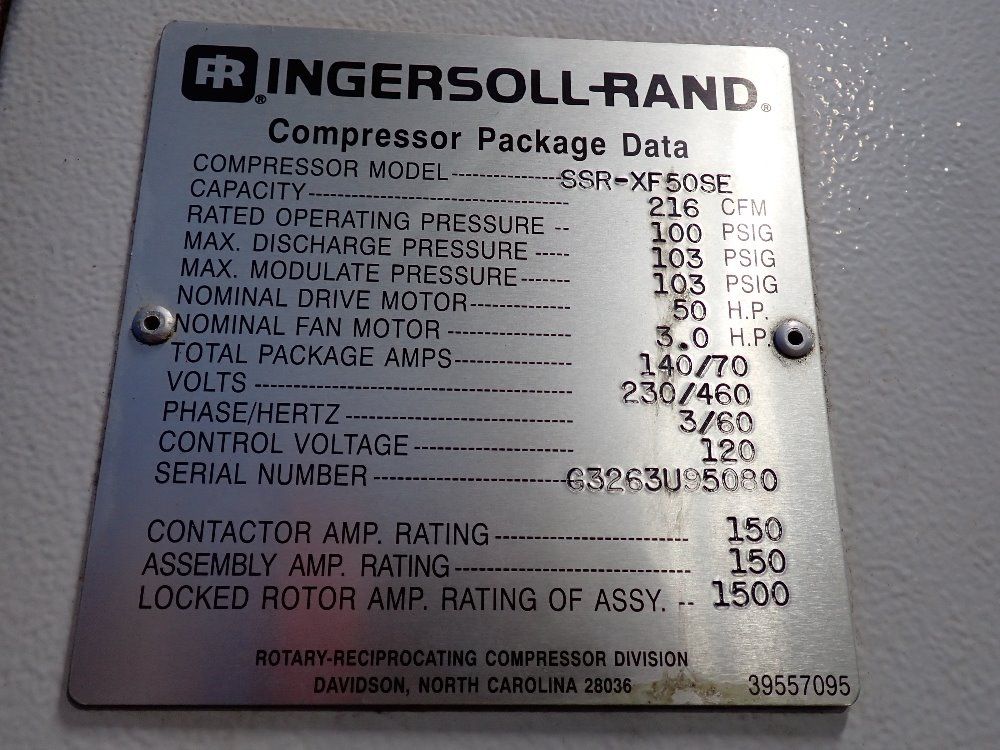 IR® INGERSOLL-RAND®
Compressor Package Data
COMPRESSOR MODEL----------------SSR-XF50SE
CAPACITY-------------------------------------- 216 CFM
RATED OPERATING PRESSURE -- 100 PSIG
MAX. DISCHARGE PRESSURE ----- 103 PSIG
MAX. MODULATE PRESSURE------- 103 PSIG
NOMINAL DRIVE MOTOR-------------- 50 H.P.
NOMINAL FAN MOTOR ----------------- 3.0 H.P.
TOTAL PACKAGE AMPS---------------- 140/70
VOLTS -------------------------------------------- 230/460
PHASE/HERTZ------------------------------- 3/60
CONTROL VOLTAGE---------------------- 120
SERIAL NUMBER --------------------------G3263U95080
CONTACTOR AMP. RATING-------------------------- 150
ASSEMBLY AMP. RATING------------------------------- 150
LOCKED ROTOR AMP. RATING OF ASSY. -- 1500
ROTARY-RECIPROCATING COMPRESSOR DIVISION
DAVIDSON, NORTH CAROLINA 28036 39557095